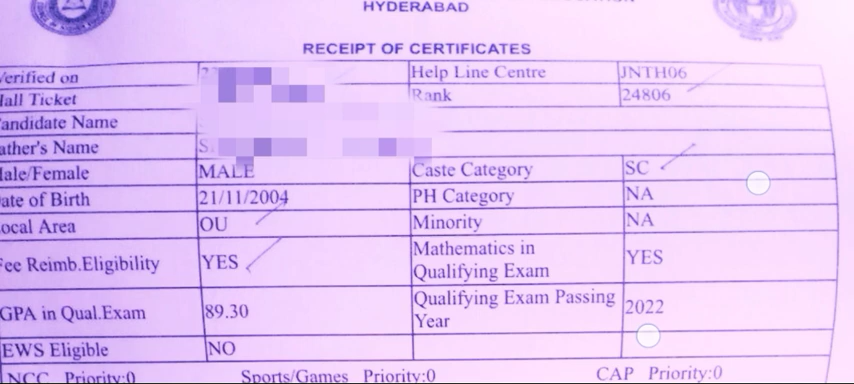 HYDERABAD
RECEIPT OF CERTIFICATES
Verified on Help Line Centre JNTH06
Hall Ticket Rank 24806
Candidate Name
Father's Name
Male/Female MALE Caste Category SC
Date of Birth 21/11/2004 PH Category NA
Local Area OU Minority NA
Fee Reimb.Eligibility YES Mathematics in Qualifying Exam YES
GPA in Qual.Exam 89.30 Qualifying Exam Passing Year 2022
EWS Eligible NO
NCC Priority:0 Sports/Games Priority:0 CAP Priority:0